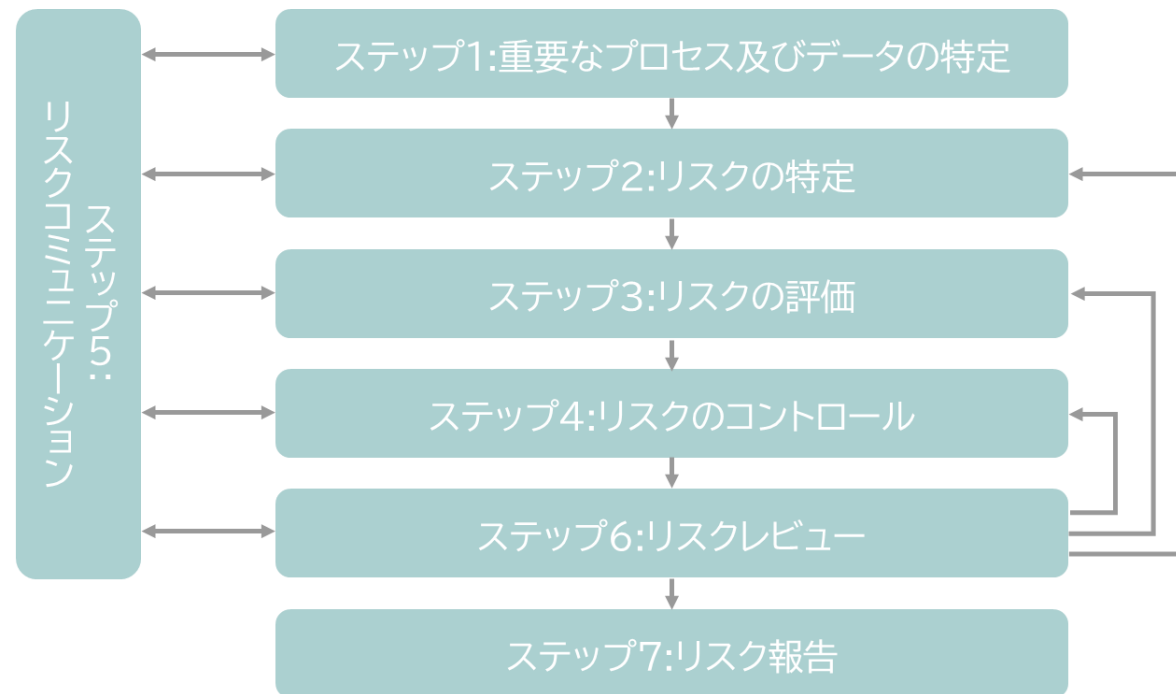 ステップ5:
リスクコミュニケーション
ステップ1:重要なプロセス及びデータの特定
ステップ2:リスクの特定
ステップ3:リスクの評価
ステップ4:リスクのコントロール
ステップ6:リスクレビュー
ステップ7:リスク報告